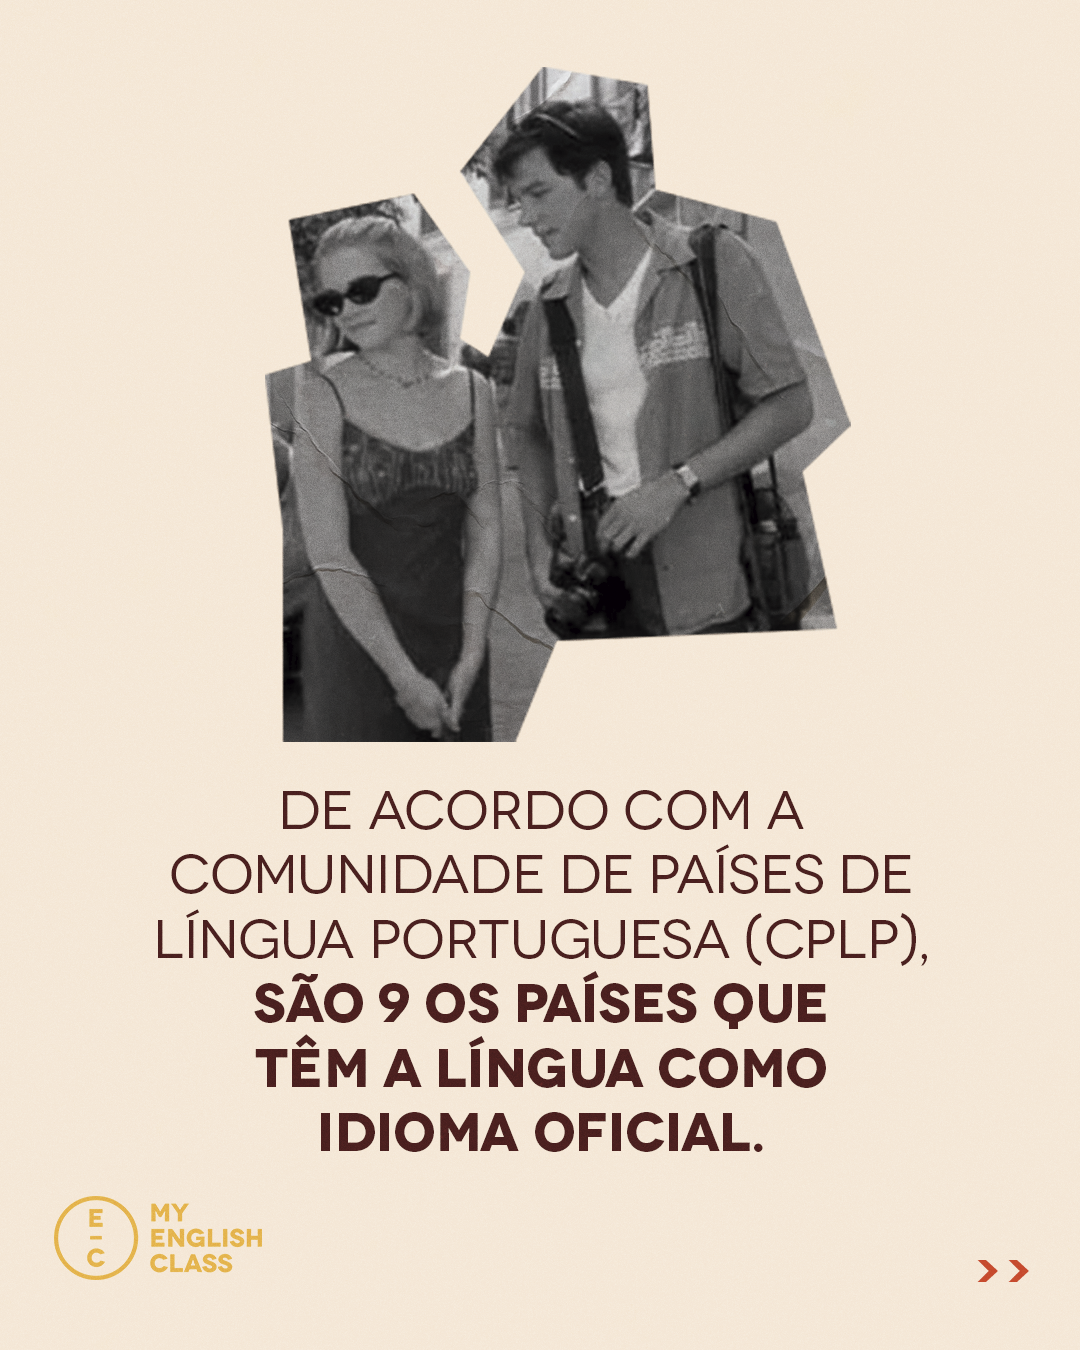 DE ACORDO COM A
COMUNIDADE DE PAÍSES DE
LÍNGUA PORTUGUESA (CPLP),
SÃO 9 OS PAÍSES QUE
TÊM A LÍNGUA COMO
IDIOMA OFICIAL.
E-C
MY
ENGLISH
CLASS